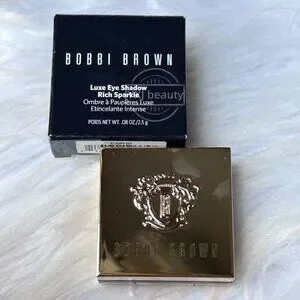 BOBBI BROWN
beauty
Luxe Eye Shadow
Rich Sparkle
Ombre à Paupières Luxe
Etincelante Intense
POIDS NET WT. .08 OZ/2.5 g
BOBBI BROWN